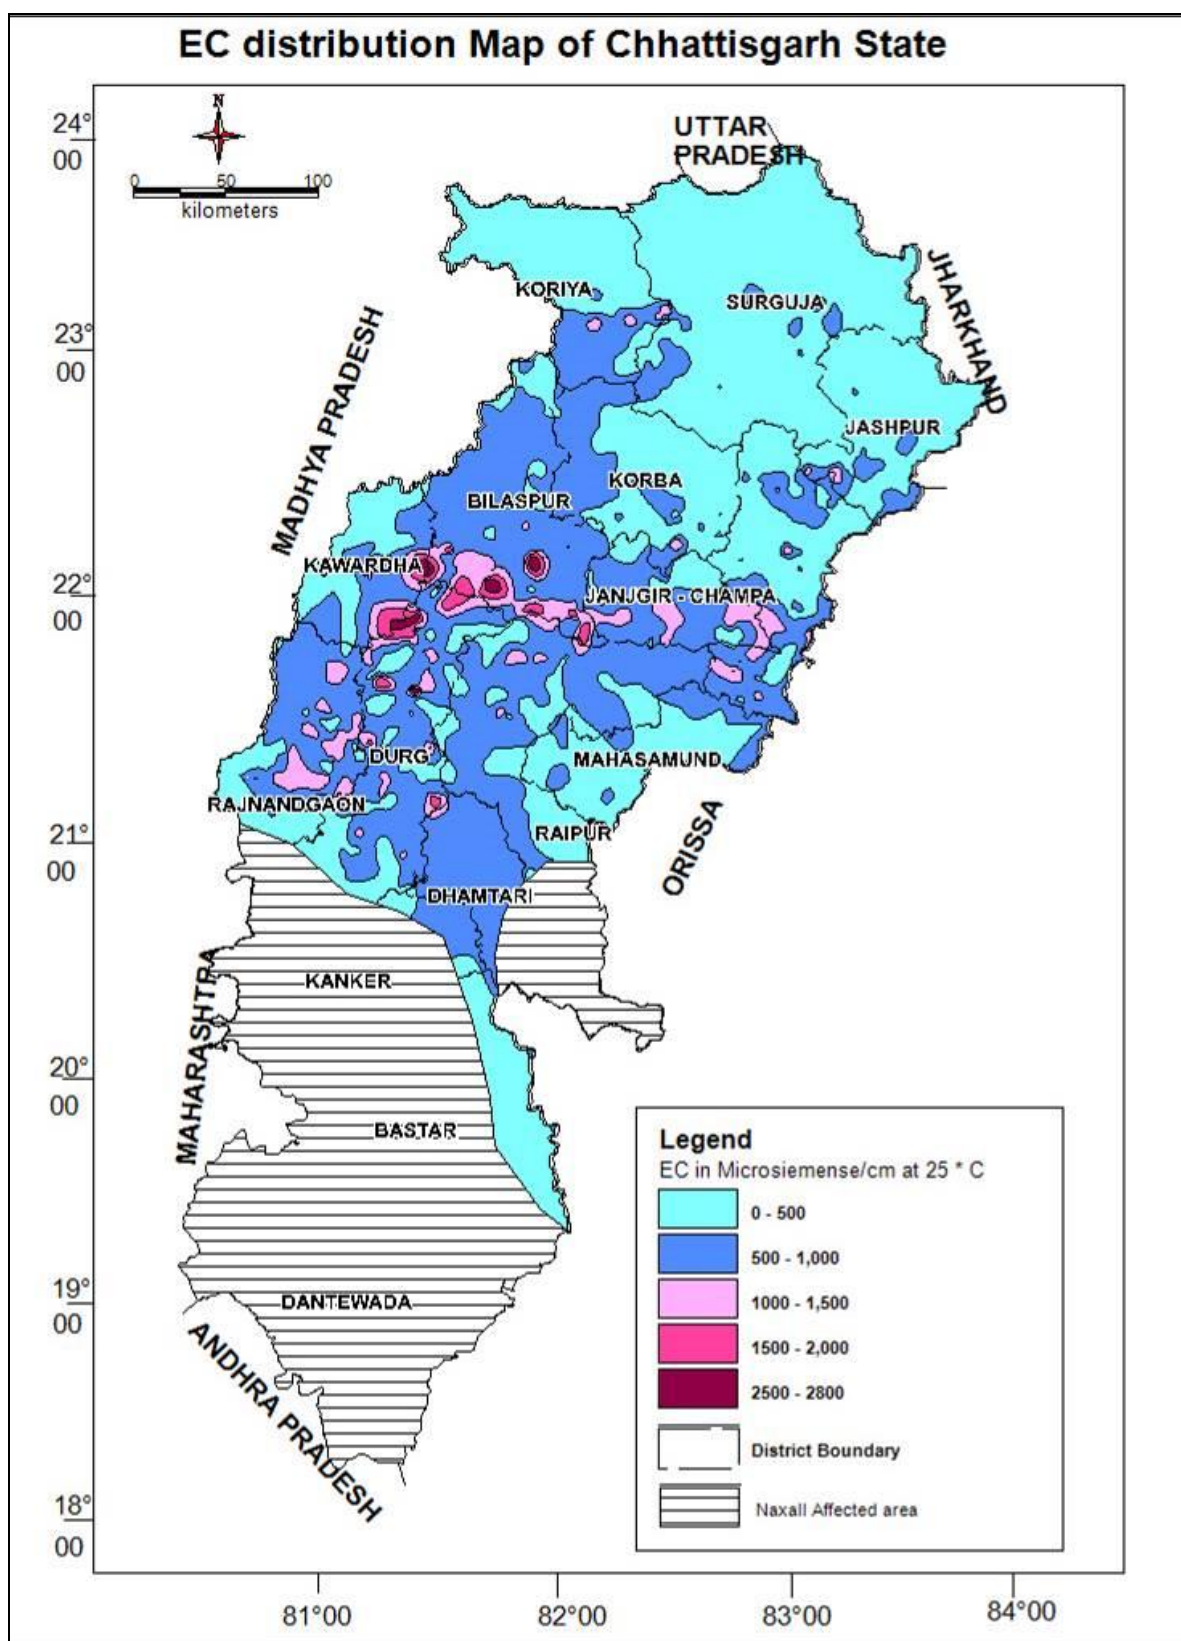 EC distribution Map of Chhattisgarh State
N
0 50 100
kilometers
24°
00
23°
00
22°
00
21°
00
20°
00
19°
00
18°
00
UTTAR
PRADESH
JHARKHAND
MADHYA PRADESH
KORIYA
SURGUJA
JASHPUR
KORBA
BILASPUR
KAWARDHA
JANJGIR - CHAMPA
DURG
MAHASAMUND
RAJNANDGAON
RAIPUR
ORISSA
DHAMTARI
KANKER
MAHARASHTRA
BASTAR
DANTEWADA
ANDHRA PRADESH
Legend
EC in Microsiemense/cm at 25 * C
0 - 500
500 - 1,000
1000 - 1,500
1500 - 2,000
2500 - 2800
District Boundary
Naxall Affected area
81°00 82°00 83°00 84°00